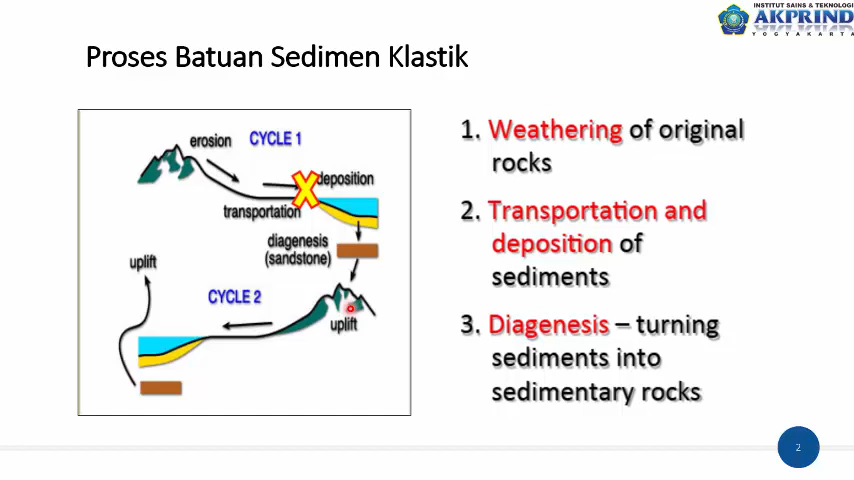 INSTITUT SAINS & TEKNOLOGI
AKPRIND
YOGYAKARTA
Proses Batuan Sedimen Klastik
erosion
CYCLE 1
deposition
transportation
diagenesis
(sandstone)
uplift
CYCLE 2
uplift
1. Weathering of original
rocks
2. Transportation and
deposition of
sediments
3. Diagenesis – turning
sediments into
sedimentary rocks
2